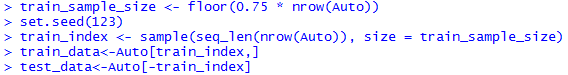 > train_sample_size <- floor(0.75 * nrow(Auto))
> set.seed(123)
> train_index <- sample(seq_len(nrow(Auto)), size = train_sample_size)
> train_data<-Auto[train_index,]
> test_data<-Auto[-train_index]